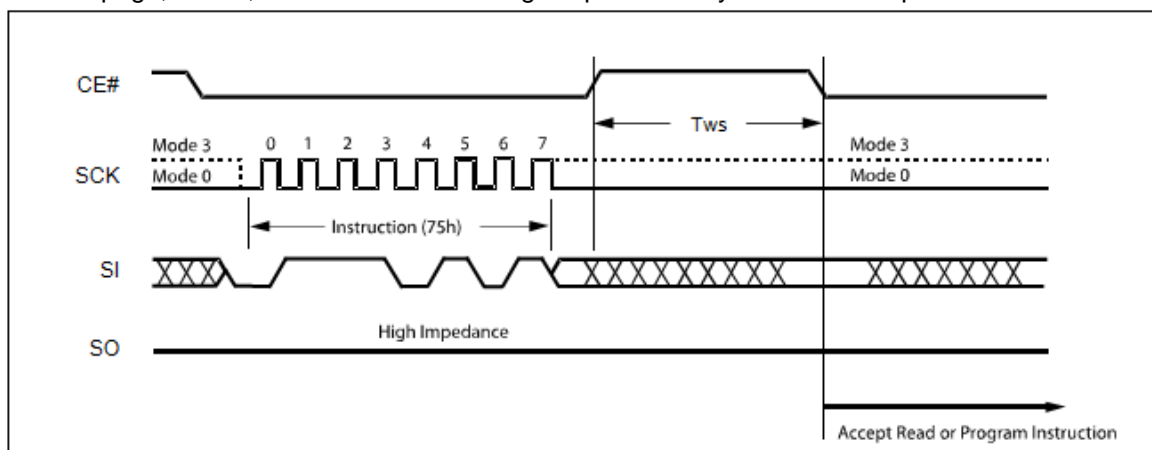 CE#
Tws
Mode 3 0 1 2 3 4 5 6 7 Mode 3
SCK
Mode 0 Mode 0
Instruction (75h)
SI
High Impedance
SO
Accept Read or Program Instruction